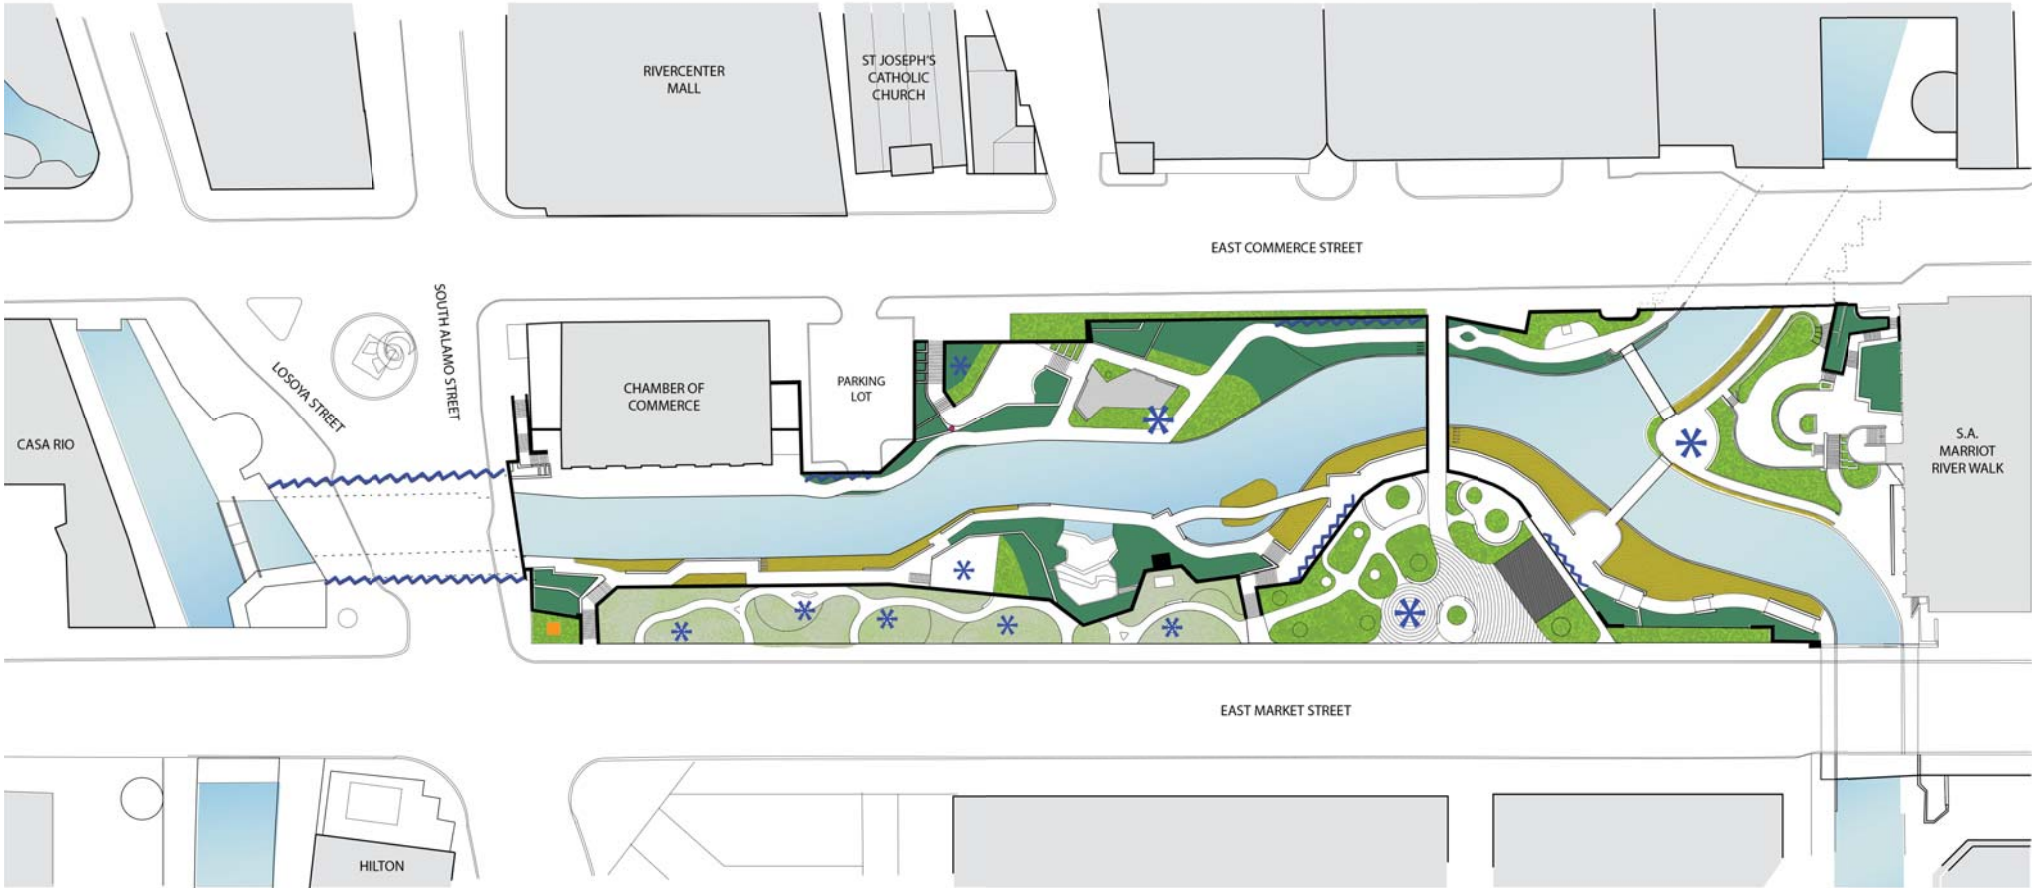 RIVERCENTER
MALL
ST JOSEPH'S
CATHOLIC
CHURCH
EAST COMMERCE STREET
SOUTH ALAMO STREET
LOSOYA STREET
CHAMBER OF
COMMERCE
PARKING
LOT
CASA RIO
S.A.
MARRIOT
RIVER WALK
EAST MARKET STREET
HILTON